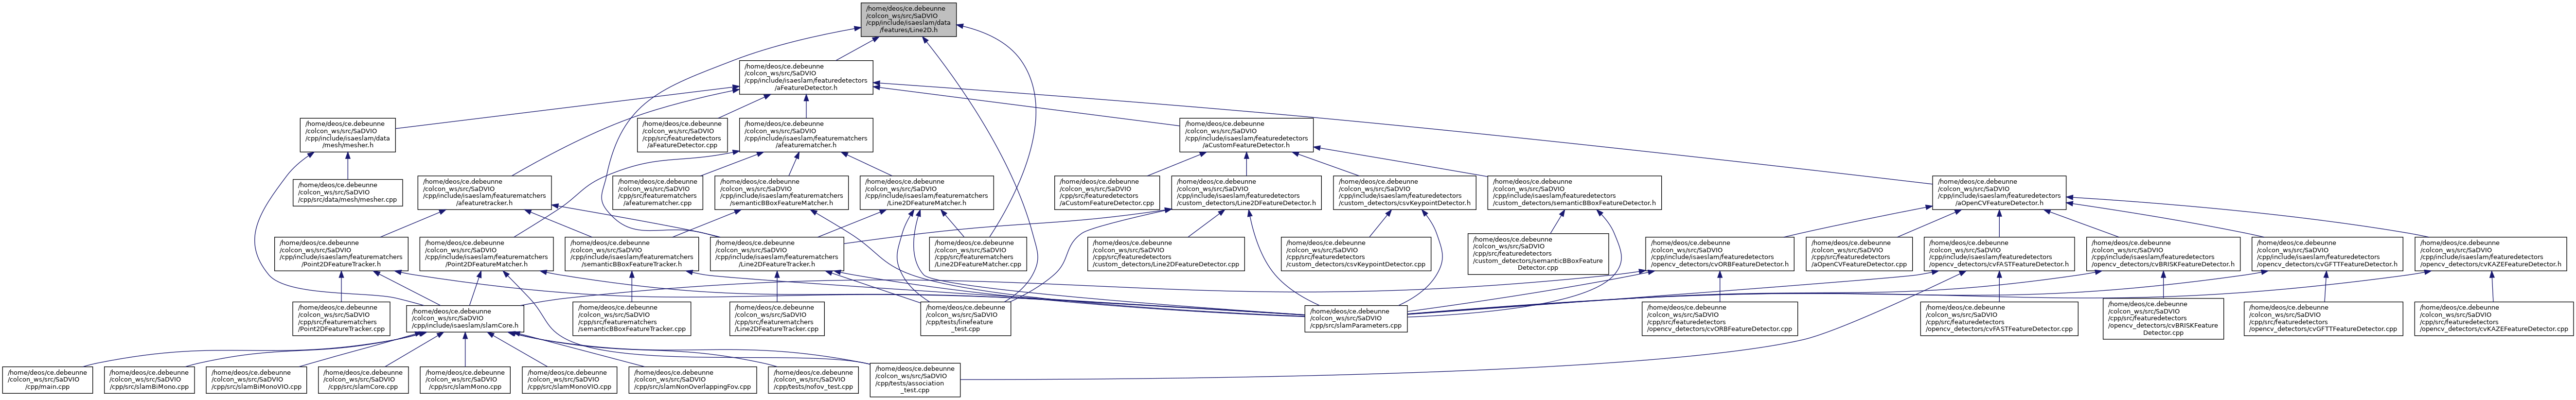 /home/deos/ce.debeunne
/colcon_ws/src/SaDVIO
/cpp/include/isaeslam/data
/features/Line2D.h
/home/deos/ce.debeunne
/colcon_ws/src/SaDVIO
/cpp/include/isaeslam/featuredetectors
/aFeatureDetector.h
/home/deos/ce.debeunne
/colcon_ws/src/SaDVIO
/cpp/include/isaeslam/data
/mesh/mesher.h
/home/deos/ce.debeunne
/colcon_ws/src/SaDVIO
/cpp/src/featuredetectors
/aFeatureDetector.cpp
/home/deos/ce.debeunne
/colcon_ws/src/SaDVIO
/cpp/include/isaeslam/featurematchers
/afeaturematcher.h
/home/deos/ce.debeunne
/colcon_ws/src/SaDVIO
/cpp/include/isaeslam/featuredetectors
/aCustomFeatureDetector.h
/home/deos/ce.debeunne
/colcon_ws/src/SaDVIO
/cpp/src/data/mesh/mesher.cpp
/home/deos/ce.debeunne
/colcon_ws/src/SaDVIO
/cpp/include/isaeslam/featurematchers
/afeaturetracker.h
/home/deos/ce.debeunne
/colcon_ws/src/SaDVIO
/cpp/src/featurematchers
/afeaturematcher.cpp
/home/deos/ce.debeunne
/colcon_ws/src/SaDVIO
/cpp/include/isaeslam/featurematchers
/semanticBBoxFeatureMatcher.h
/home/deos/ce.debeunne
/colcon_ws/src/SaDVIO
/cpp/include/isaeslam/featurematchers
/Line2DFeatureMatcher.h
/home/deos/ce.debeunne
/colcon_ws/src/SaDVIO
/cpp/src/featuredetectors
/aCustomFeatureDetector.cpp
/home/deos/ce.debeunne
/colcon_ws/src/SaDVIO
/cpp/include/isaeslam/featuredetectors
/custom_detectors/Line2DFeatureDetector.h
/home/deos/ce.debeunne
/colcon_ws/src/SaDVIO
/cpp/include/isaeslam/featuredetectors
/custom_detectors/csvKeypointDetector.h
/home/deos/ce.debeunne
/colcon_ws/src/SaDVIO
/cpp/include/isaeslam/featuredetectors
/custom_detectors/semanticBBoxFeatureDetector.h
/home/deos/ce.debeunne
/colcon_ws/src/SaDVIO
/cpp/include/isaeslam/featuredetectors
/aOpenCVFeatureDetector.h
/home/deos/ce.debeunne
/colcon_ws/src/SaDVIO
/cpp/include/isaeslam/featurematchers
/Point2DFeatureTracker.h
/home/deos/ce.debeunne
/colcon_ws/src/SaDVIO
/cpp/include/isaeslam/featurematchers
/Point2DFeatureMatcher.h
/home/deos/ce.debeunne
/colcon_ws/src/SaDVIO
/cpp/include/isaeslam/featurematchers
/semanticBBoxFeatureTracker.h
/home/deos/ce.debeunne
/colcon_ws/src/SaDVIO
/cpp/include/isaeslam/featurematchers
/Line2DFeatureTracker.h
/home/deos/ce.debeunne
/colcon_ws/src/SaDVIO
/cpp/src/featurematchers
/Line2DFeatureMatcher.cpp
/home/deos/ce.debeunne
/colcon_ws/src/SaDVIO
/cpp/src/featuredetectors
/custom_detectors/Line2DFeatureDetector.cpp
/home/deos/ce.debeunne
/colcon_ws/src/SaDVIO
/cpp/src/featuredetectors
/custom_detectors/csvKeypointDetector.cpp
/home/deos/ce.debeunne
/colcon_ws/src/SaDVIO
/cpp/src/featuredetectors
/custom_detectors/semanticBBoxFeature
Detector.cpp
/home/deos/ce.debeunne
/colcon_ws/src/SaDVIO
/cpp/include/isaeslam/featuredetectors
/opencv_detectors/cvORBFeatureDetector.h
/home/deos/ce.debeunne
/colcon_ws/src/SaDVIO
/cpp/src/featuredetectors
/aOpenCVFeatureDetector.cpp
/home/deos/ce.debeunne
/colcon_ws/src/SaDVIO
/cpp/include/isaeslam/featuredetectors
/opencv_detectors/cvFASTFeatureDetector.h
/home/deos/ce.debeunne
/colcon_ws/src/SaDVIO
/cpp/include/isaeslam/featuredetectors
/opencv_detectors/cvBRISKFeatureDetector.h
/home/deos/ce.debeunne
/colcon_ws/src/SaDVIO
/cpp/include/isaeslam/featuredetectors
/opencv_detectors/cvGFTTFeatureDetector.h
/home/deos/ce.debeunne
/colcon_ws/src/SaDVIO
/cpp/include/isaeslam/featuredetectors
/opencv_detectors/cvKAZEFeatureDetector.h
/home/deos/ce.debeunne
/colcon_ws/src/SaDVIO
/cpp/src/featurematchers
/Point2DFeatureTracker.cpp
/home/deos/ce.debeunne
/colcon_ws/src/SaDVIO
/cpp/include/isaeslam/slamCore.h
/home/deos/ce.debeunne
/colcon_ws/src/SaDVIO
/cpp/src/featurematchers
/semanticBBoxFeatureTracker.cpp
/home/deos/ce.debeunne
/colcon_ws/src/SaDVIO
/cpp/src/featurematchers
/Line2DFeatureTracker.cpp
/home/deos/ce.debeunne
/colcon_ws/src/SaDVIO
/cpp/tests/linefeature
_test.cpp
/home/deos/ce.debeunne
/colcon_ws/src/SaDVIO
/cpp/src/slamParameters.cpp
/home/deos/ce.debeunne
/colcon_ws/src/SaDVIO
/cpp/src/featuredetectors
/opencv_detectors/cvORBFeatureDetector.cpp
/home/deos/ce.debeunne
/colcon_ws/src/SaDVIO
/cpp/src/featuredetectors
/opencv_detectors/cvFASTFeatureDetector.cpp
/home/deos/ce.debeunne
/colcon_ws/src/SaDVIO
/cpp/src/featuredetectors
/opencv_detectors/cvBRISKFeature
Detector.cpp
/home/deos/ce.debeunne
/colcon_ws/src/SaDVIO
/cpp/src/featuredetectors
/opencv_detectors/cvGFTTFeatureDetector.cpp
/home/deos/ce.debeunne
/colcon_ws/src/SaDVIO
/cpp/src/featuredetectors
/opencv_detectors/cvKAZEFeatureDetector.cpp
/home/deos/ce.debeunne
/colcon_ws/src/SaDVIO
/cpp/main.cpp
/home/deos/ce.debeunne
/colcon_ws/src/SaDVIO
/cpp/src/slamBiMono.cpp
/home/deos/ce.debeunne
/colcon_ws/src/SaDVIO
/cpp/src/slamBiMonoVIO.cpp
/home/deos/ce.debeunne
/colcon_ws/src/SaDVIO
/cpp/src/slamCore.cpp
/home/deos/ce.debeunne
/colcon_ws/src/SaDVIO
/cpp/src/slamMono.cpp
/home/deos/ce.debeunne
/colcon_ws/src/SaDVIO
/cpp/src/slamMonoVIO.cpp
/home/deos/ce.debeunne
/colcon_ws/src/SaDVIO
/cpp/src/slamNonOverlappingFov.cpp
/home/deos/ce.debeunne
/colcon_ws/src/SaDVIO
/cpp/tests/nofov_test.cpp
/home/deos/ce.debeunne
/colcon_ws/src/SaDVIO
/cpp/tests/association
_test.cpp